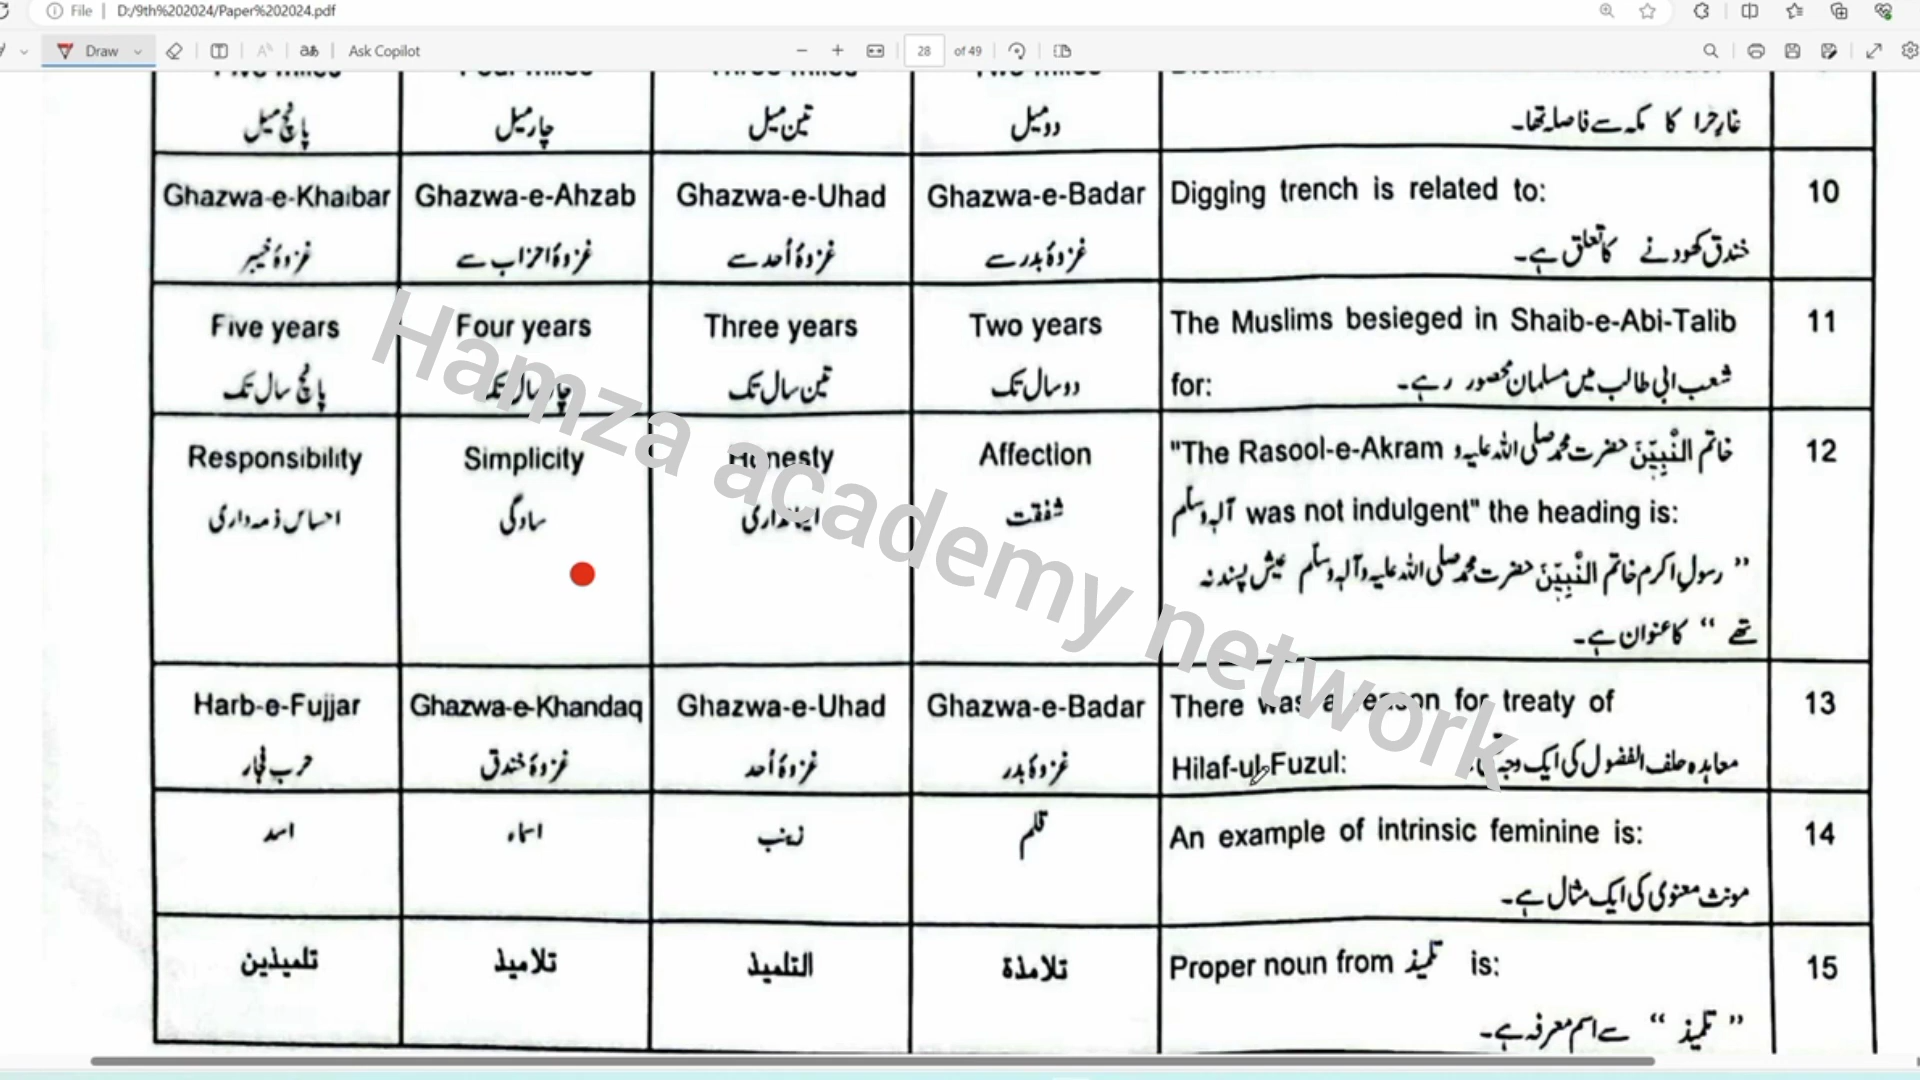 File D:/9th%202024/Paper%202024.pdf
Draw Ask Copilot 28 of 49
دو میل تین میل چار میل پانچ میل
غارِ حرا کا مکہ سے فاصلہ تھا۔
10 Digging trench is related to: Ghazwa-e-Badar Ghazwa-e-Uhad Ghazwa-e-Ahzab Ghazwa-e-Khaibar
خندق کھودنے کا تعلق ہے۔ غزوۂ بدر سے غزوۂ اُحد سے غزوۂ احزاب سے غزوۂ خیبر
11 The Muslims besieged in Shaib-e-Abi-Talib Two years Three years Four years Five years
for: شعب ابی طالب میں مسلمان محصور رہے۔ دو سال تک تین سال تک چار سال تک پانچ سال تک
12 "The Rasool-e-Akram خاتم النَّبِیّٖنَ حضرت محمد صلی اللہ علیہ و Affection Honesty Simplicity Responsibility
آلہٖ وسلّم was not indulgent" the heading is: شفقت ایمانداری سادگی احساس ذمہ داری
” رسولِ اکرم خاتم النَّبِیّٖنَ حضرت محمد صلی اللہ علیہ وآلہٖ وسلّم عیش پسند نہ
تھے “ کا عنوان ہے۔
13 There was a reason for treaty of Ghazwa-e-Badar Ghazwa-e-Uhad Ghazwa-e-Khandaq Harb-e-Fujjar
Hilaf-ul-Fuzul: معاہدہ حلف الفضول کی ایک وجہ غزوۂ بدر غزوۂ اُحد غزوۂ خندق حرب فجار
14 An example of intrinsic feminine is: قلم زینب اسماء اسد
مونث معنوی کی ایک مثال ہے۔
15 Proper noun from تلمیذ is: تلامذة التلميذ تلاميذ تلميذين
” تلمیذ “ سے اسم معرفہ ہے۔
Hamza academy network